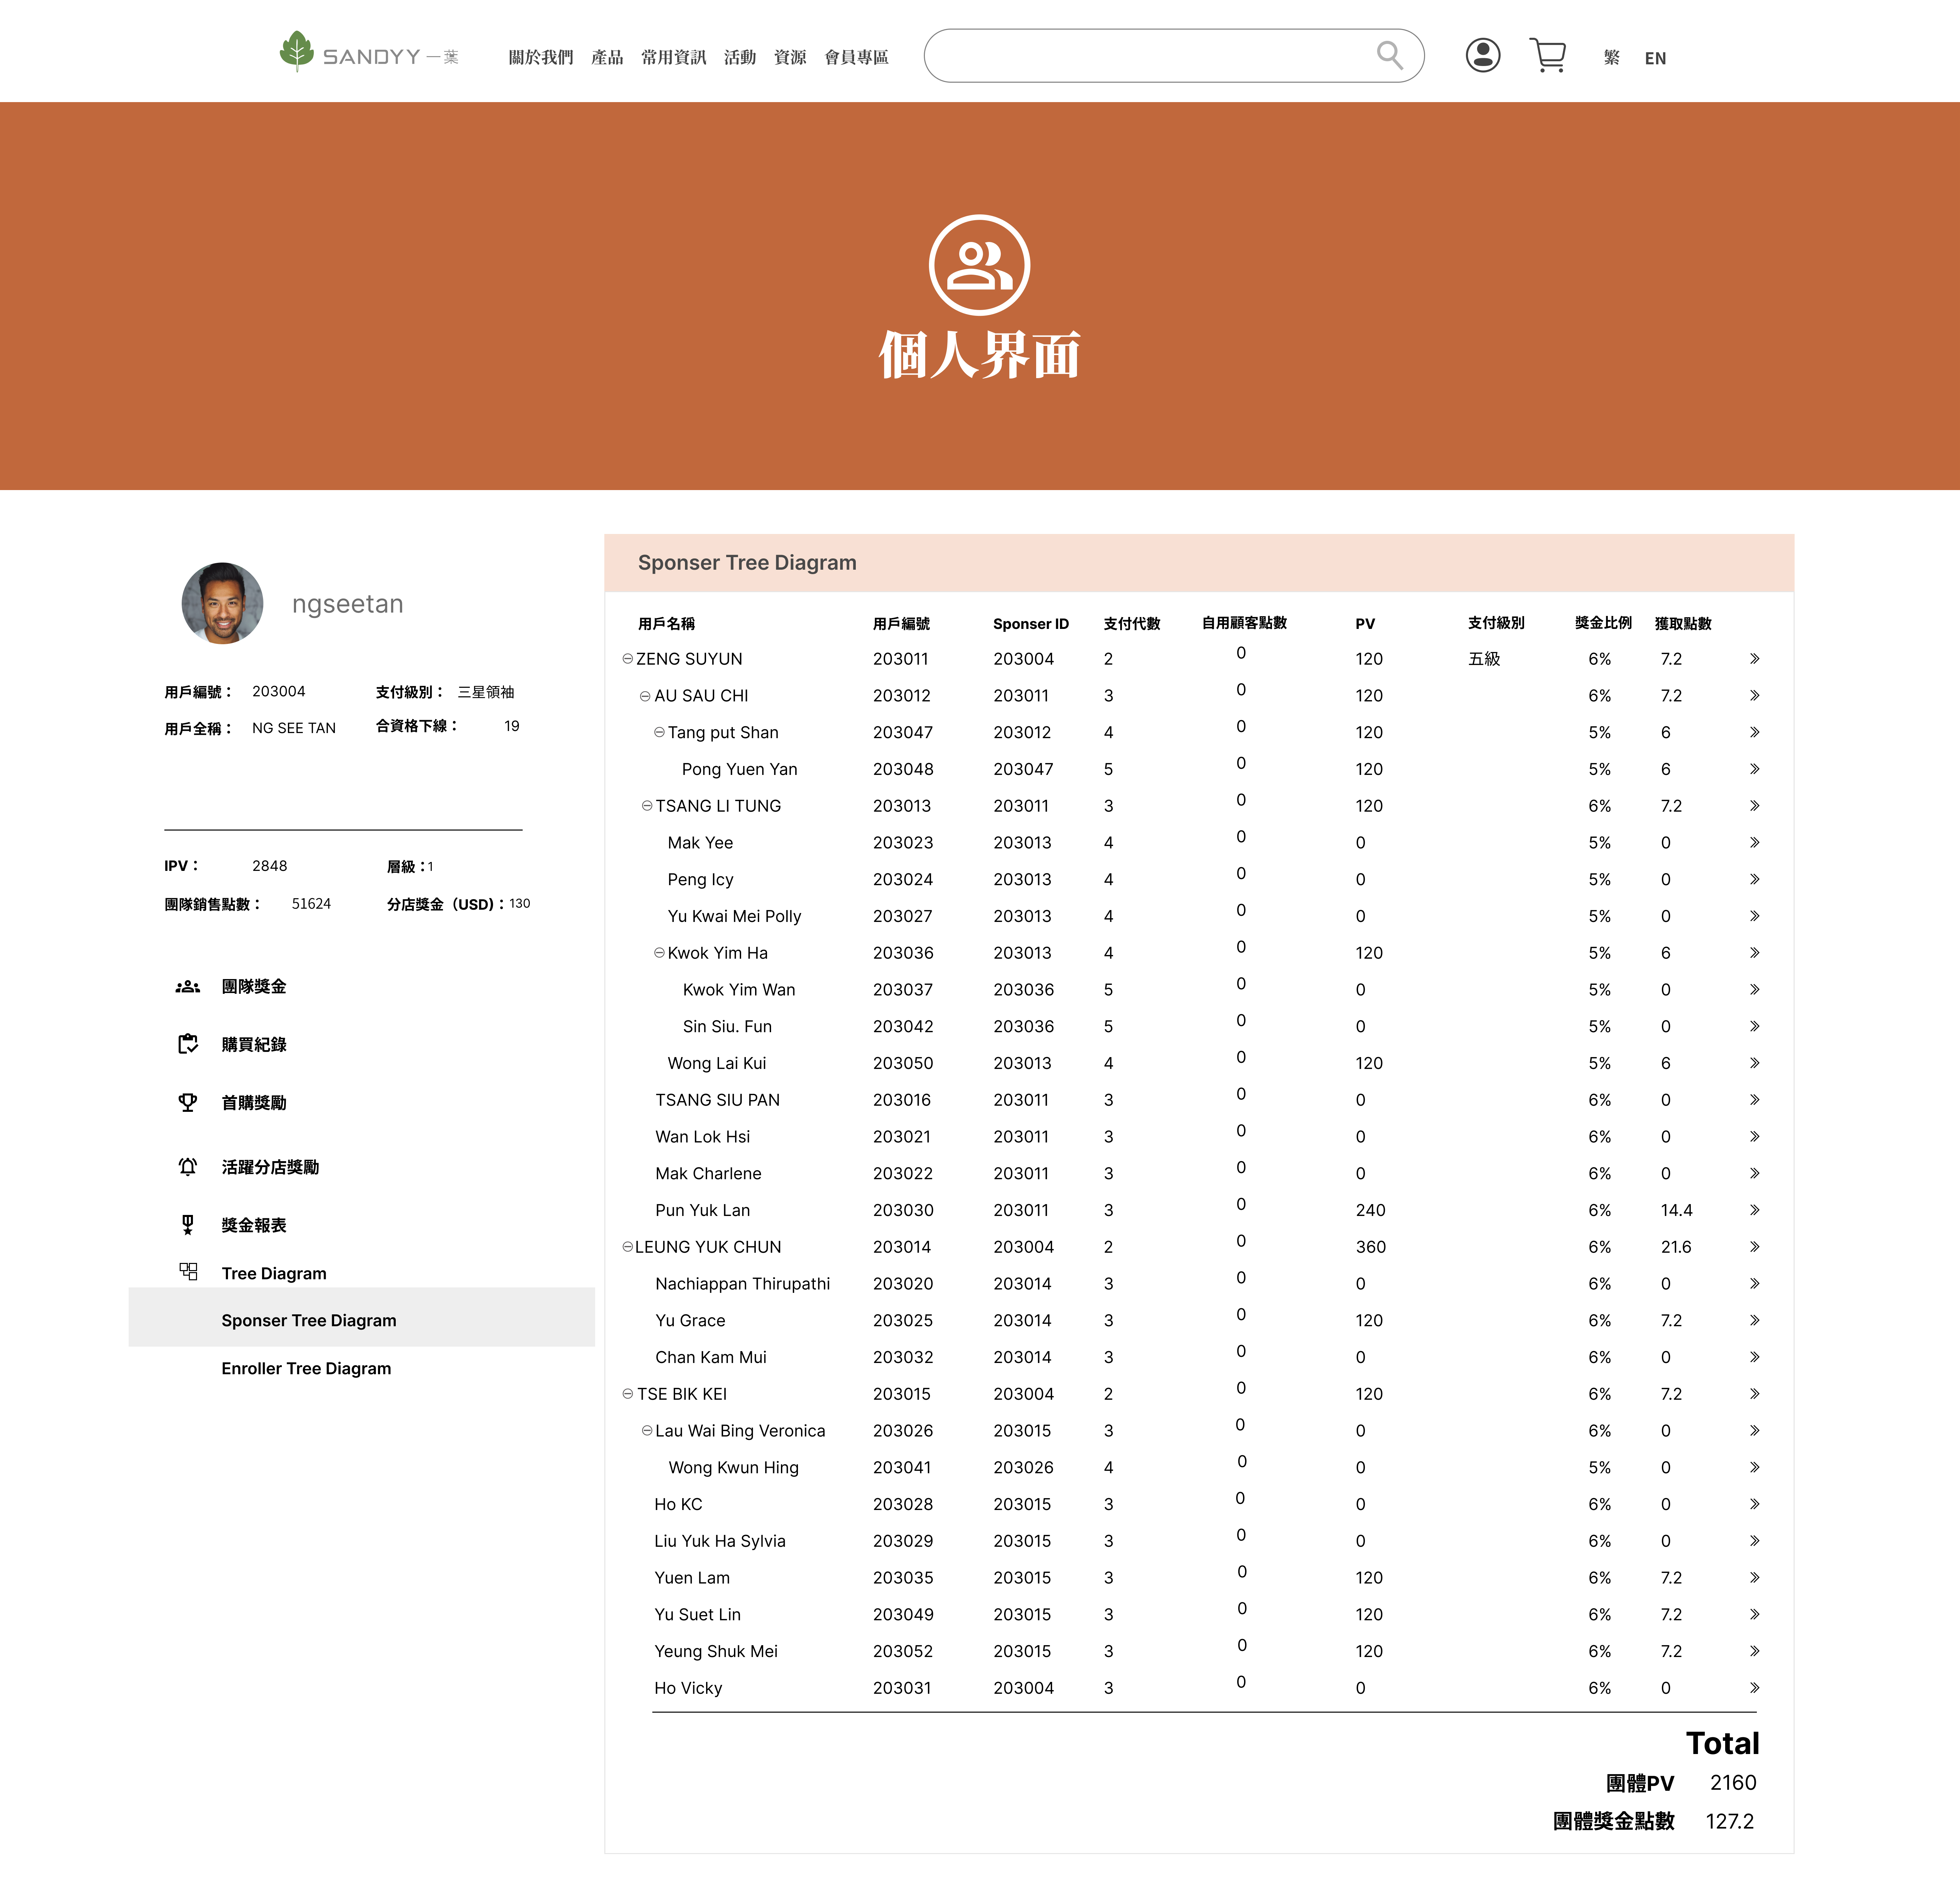 SANDYY 一葉 關於我們 產品 常用資訊 活動 資源 會員專區 繁 EN
個人界面
ngseetan
用戶編號： 203004 支付級別： 三星領袖
用戶全稱： NG SEE TAN 合資格下線： 19
IPV： 2848 層級：1
團隊銷售點數： 51624 分店獎金（USD)：130
團隊獎金
購買紀錄
首購獎勵
活躍分店獎勵
獎金報表
Tree Diagram
Sponser Tree Diagram
Enroller Tree Diagram
Sponser Tree Diagram
用戶名稱 用戶編號 Sponser ID 支付代數 自用顧客點數 PV 支付級別 獎金比例 獲取點數
ZENG SUYUN 203011 203004 2 0 120 五級 6% 7.2
AU SAU CHI 203012 203011 3 0 120 6% 7.2
Tang put Shan 203047 203012 4 0 120 5% 6
Pong Yuen Yan 203048 203047 5 0 120 5% 6
TSANG LI TUNG 203013 203011 3 0 120 6% 7.2
Mak Yee 203023 203013 4 0 0 5% 0
Peng Icy 203024 203013 4 0 0 5% 0
Yu Kwai Mei Polly 203027 203013 4 0 0 5% 0
Kwok Yim Ha 203036 203013 4 0 120 5% 6
Kwok Yim Wan 203037 203036 5 0 0 5% 0
Sin Siu. Fun 203042 203036 5 0 0 5% 0
Wong Lai Kui 203050 203013 4 0 120 5% 6
TSANG SIU PAN 203016 203011 3 0 0 6% 0
Wan Lok Hsi 203021 203011 3 0 0 6% 0
Mak Charlene 203022 203011 3 0 0 6% 0
Pun Yuk Lan 203030 203011 3 0 240 6% 14.4
LEUNG YUK CHUN 203014 203004 2 0 360 6% 21.6
Nachiappan Thirupathi 203020 203014 3 0 0 6% 0
Yu Grace 203025 203014 3 0 120 6% 7.2
Chan Kam Mui 203032 203014 3 0 0 6% 0
TSE BIK KEI 203015 203004 2 0 120 6% 7.2
Lau Wai Bing Veronica 203026 203015 3 0 0 6% 0
Wong Kwun Hing 203041 203026 4 0 0 5% 0
Ho KC 203028 203015 3 0 0 6% 0
Liu Yuk Ha Sylvia 203029 203015 3 0 0 6% 0
Yuen Lam 203035 203015 3 0 120 6% 7.2
Yu Suet Lin 203049 203015 3 0 120 6% 7.2
Yeung Shuk Mei 203052 203015 3 0 120 6% 7.2
Ho Vicky 203031 203004 3 0 0 6% 0
Total
團體PV 2160
團體獎金點數 127.2